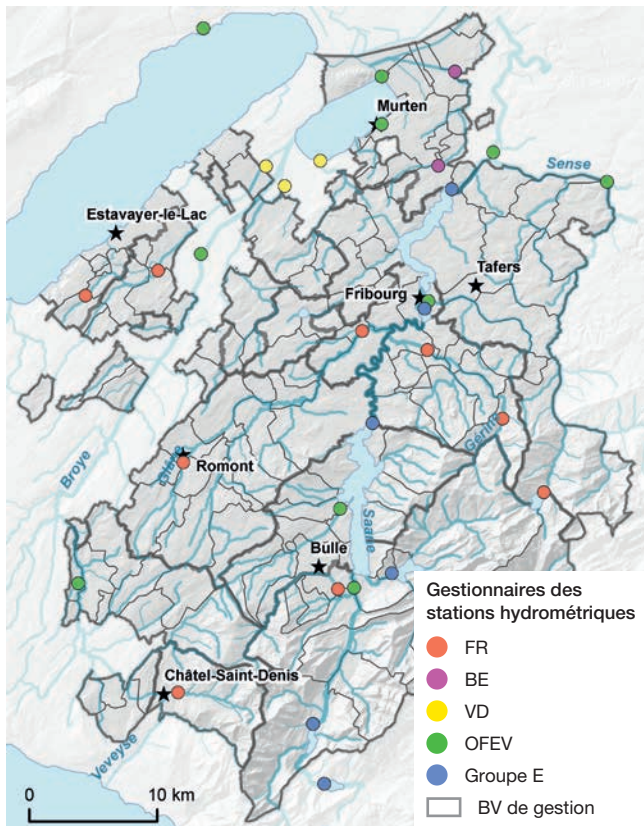 Murten
Sense
Estavayer-le-Lac
Tafers
Fribourg
Gérine
Glâne
Romont
Broye
Saane
Bulle
Châtel-Saint-Denis
Veveyse
0 10 km
Gestionnaires des
stations hydrométriques
FR
BE
VD
OFEV
Groupe E
BV de gestion